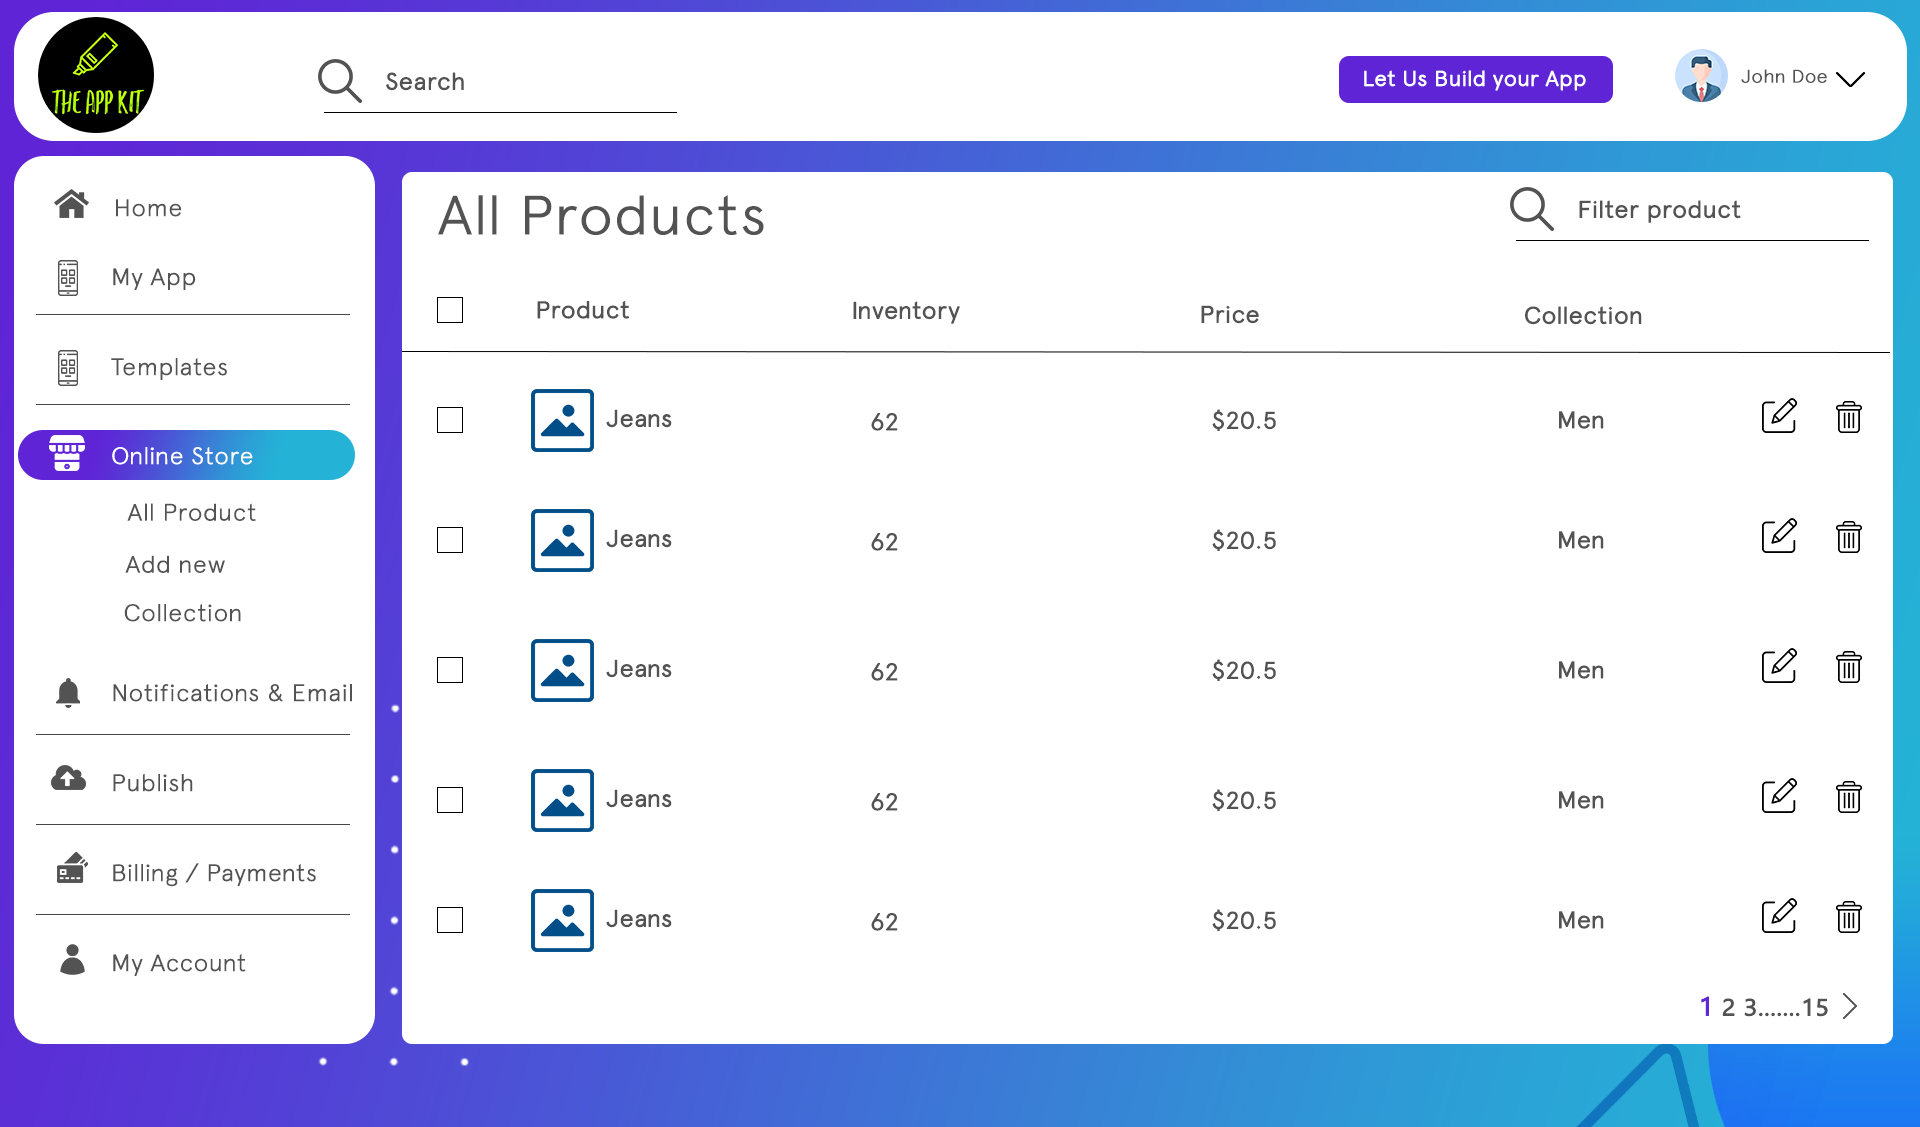 THE APP KIT
Search
Let Us Build your App
John Doe
Home
My App
Templates
Online Store
All Product
Add new
Collection
Notifications & Email
Publish
Billing / Payments
My Account
All Products
Filter product
Product Inventory Price Collection
Jeans 62 $20.5 Men
Jeans 62 $20.5 Men
Jeans 62 $20.5 Men
Jeans 62 $20.5 Men
Jeans 62 $20.5 Men
1 2 3.......15